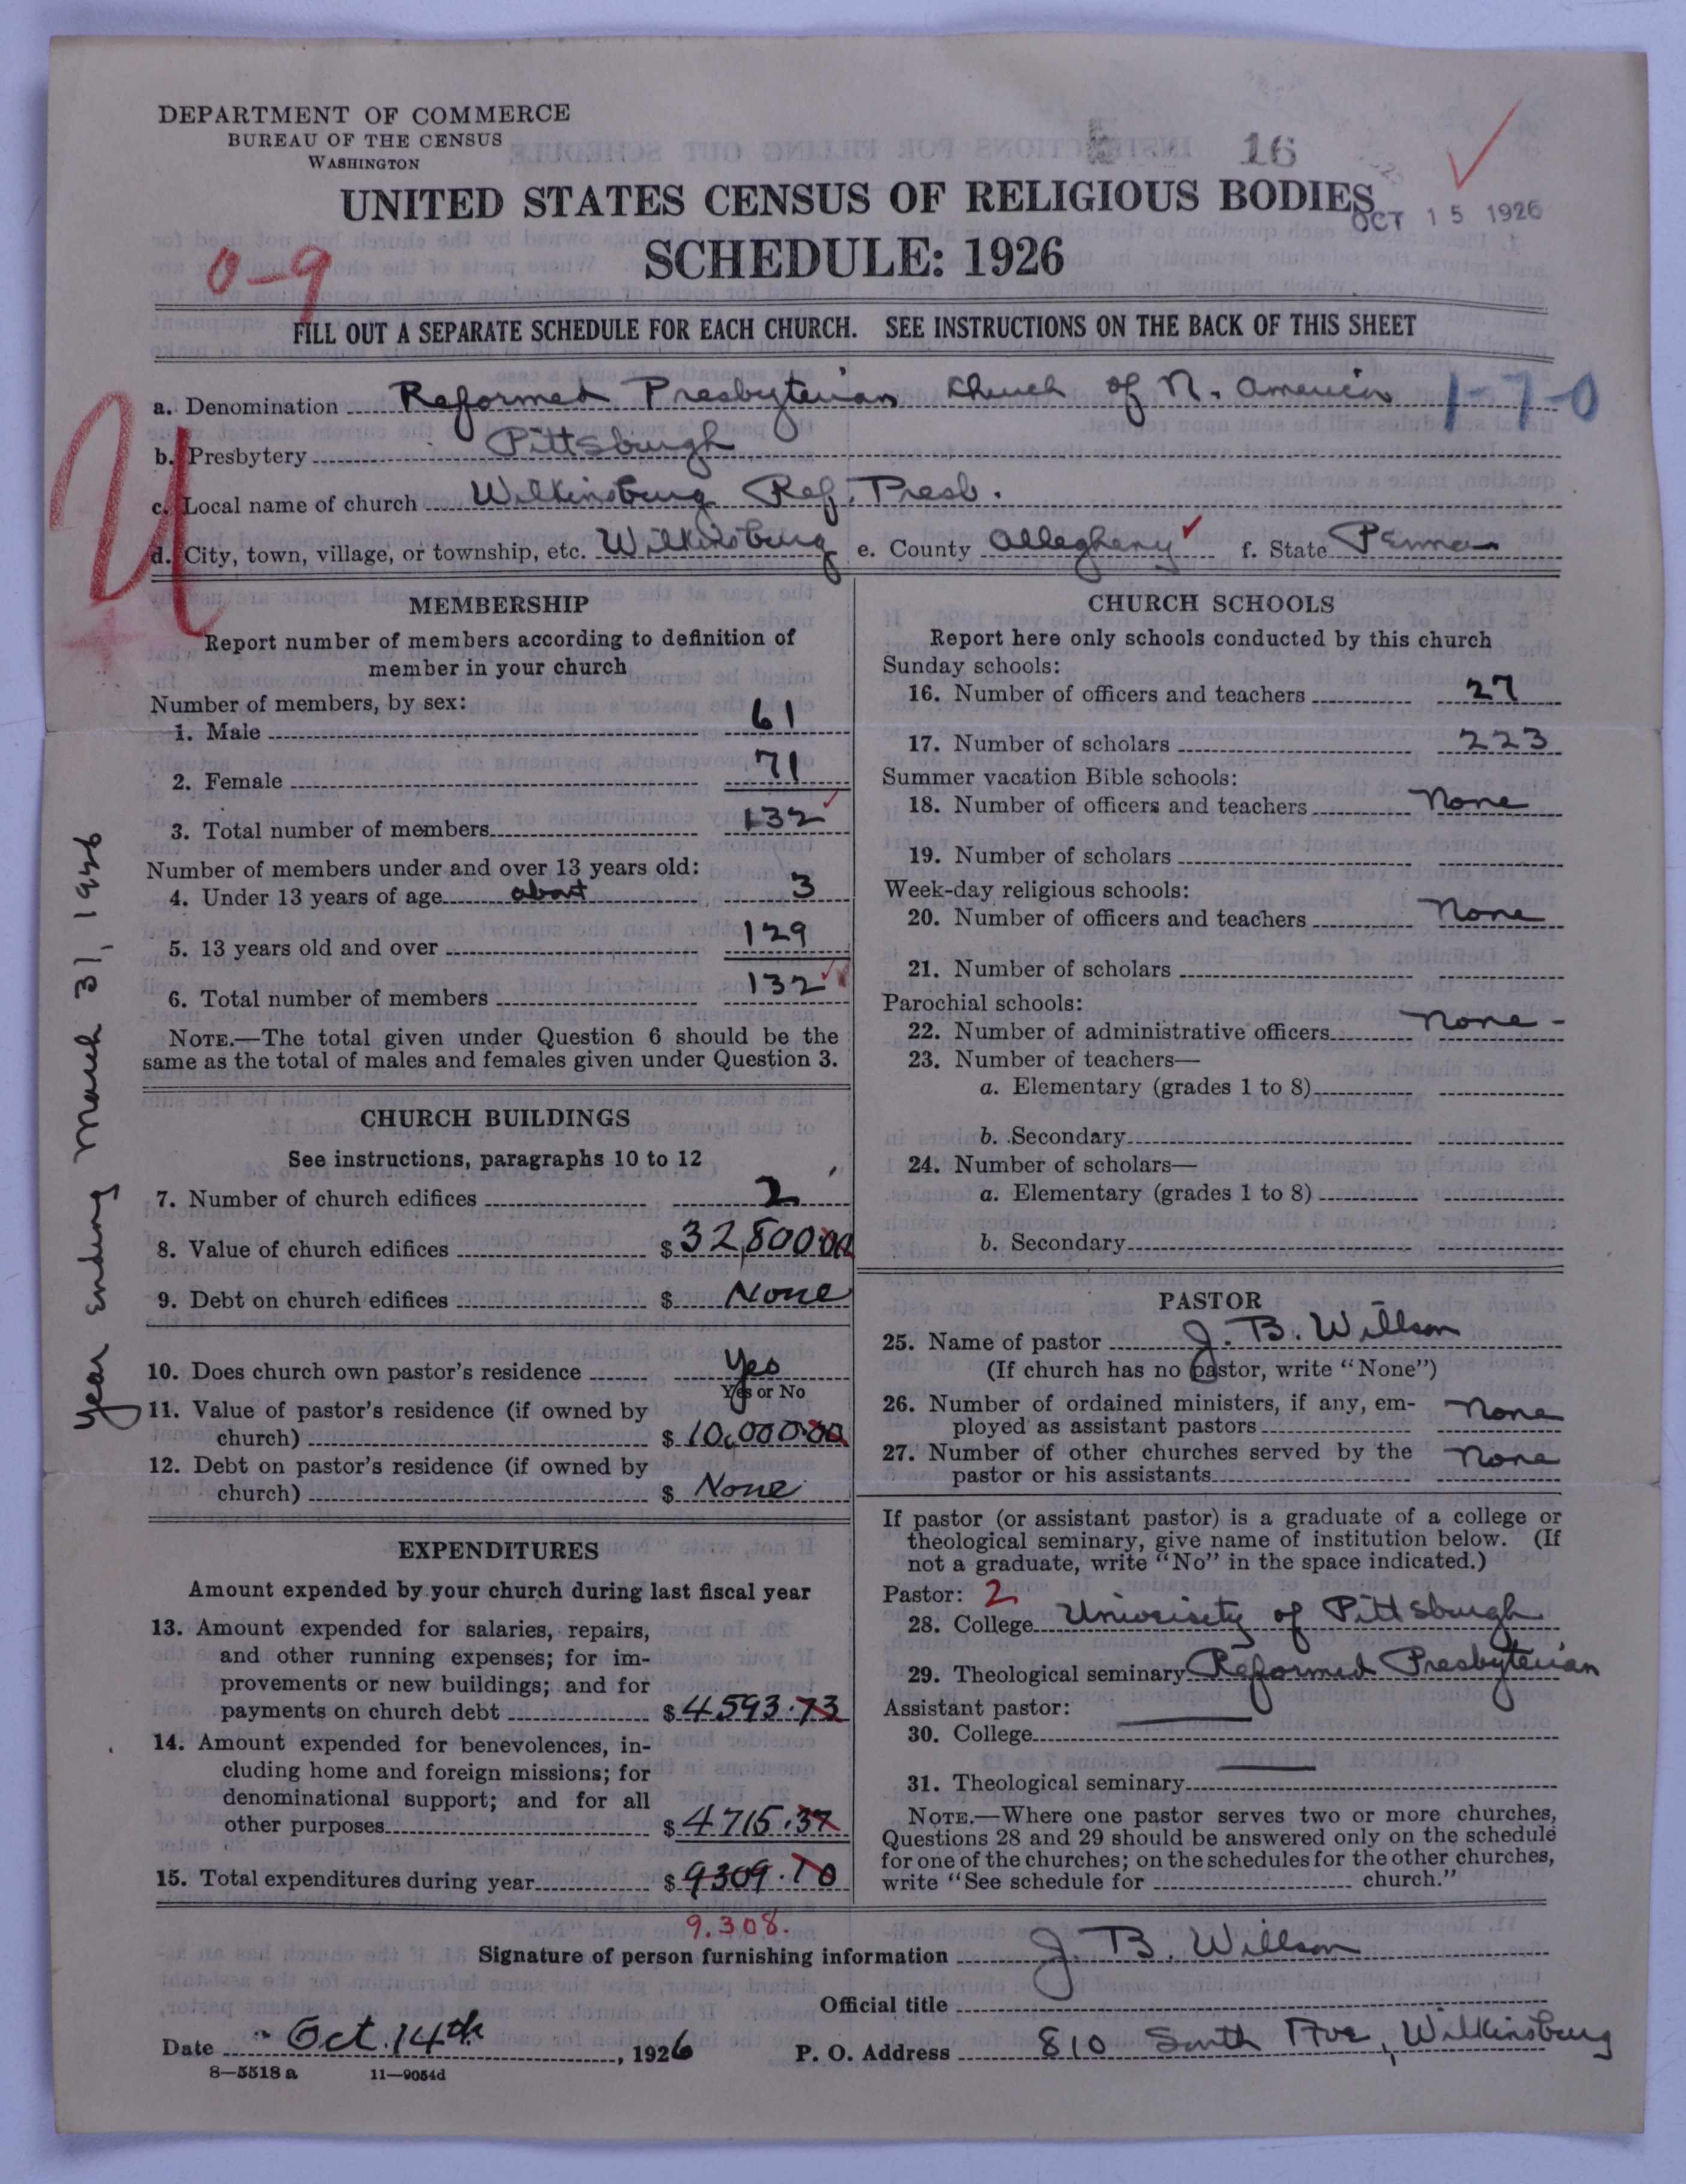 DEPARTMENT OF COMMERCE
BUREAU OF THE CENSUS
WASHINGTON
16
UNITED STATES CENSUS OF RELIGIOUS BODIES
OCT 15 1926
SCHEDULE: 1926
0-9
FILL OUT A SEPARATE SCHEDULE FOR EACH CHURCH. SEE INSTRUCTIONS ON THE BACK OF THIS SHEET
a. Denomination Reformed Presbyterian Church of N. America 1-7-0
b. Presbytery Pittsburgh
c. Local name of church Wilkinsburg Ref. Presb.
d. City, town, village, or township, etc. Wilkinsburg e. County Allegheny f. State Penna
U
Year Ending March 31, 1926
MEMBERSHIP
Report number of members according to definition of
member in your church
Number of members, by sex:
1. Male 61
2. Female 71
3. Total number of members 132
Number of members under and over 13 years old:
4. Under 13 years of age about 3
5. 13 years old and over 129
6. Total number of members 132
NOTE.—The total given under Question 6 should be the
same as the total of males and females given under Question 3.
CHURCH BUILDINGS
See instructions, paragraphs 10 to 12
7. Number of church edifices 2
8. Value of church edifices $ 32,800.00
9. Debt on church edifices $ None
10. Does church own pastor's residence Yes
Yes or No
11. Value of pastor's residence (if owned by
church) $ 10,000.00
12. Debt on pastor's residence (if owned by
church) $ None
EXPENDITURES
Amount expended by your church during last fiscal year
13. Amount expended for salaries, repairs,
and other running expenses; for im-
provements or new buildings; and for
payments on church debt $ 4593.73
14. Amount expended for benevolences, in-
cluding home and foreign missions; for
denominational support; and for all
other purposes $ 4715.37
15. Total expenditures during year $ 9309.10
9.308.
CHURCH SCHOOLS
Report here only schools conducted by this church
Sunday schools:
16. Number of officers and teachers 27
17. Number of scholars 223
Summer vacation Bible schools:
18. Number of officers and teachers None
19. Number of scholars
Week-day religious schools:
20. Number of officers and teachers None
21. Number of scholars
Parochial schools:
22. Number of administrative officers None -
23. Number of teachers—
a. Elementary (grades 1 to 8)
b. Secondary
24. Number of scholars—
a. Elementary (grades 1 to 8)
b. Secondary
PASTOR
25. Name of pastor J. B. Willson
(If church has no pastor, write "None")
26. Number of ordained ministers, if any, em-
ployed as assistant pastors None
27. Number of other churches served by the
pastor or his assistants None
If pastor (or assistant pastor) is a graduate of a college or
theological seminary, give name of institution below. (If
not a graduate, write "No" in the space indicated.)
Pastor: 2
28. College University of Pittsburgh
29. Theological seminary Reformed Presbyterian
Assistant pastor:
30. College
31. Theological seminary
NOTE.—Where one pastor serves two or more churches,
Questions 28 and 29 should be answered only on the schedule
for one of the churches; on the schedules for the other churches,
write "See schedule for church."
Signature of person furnishing information J. B. Willson
Official title
Date Oct. 14th, 1926 P. O. Address 810 South Ave, Wilkinsburg
8—5518 a 11—9054d